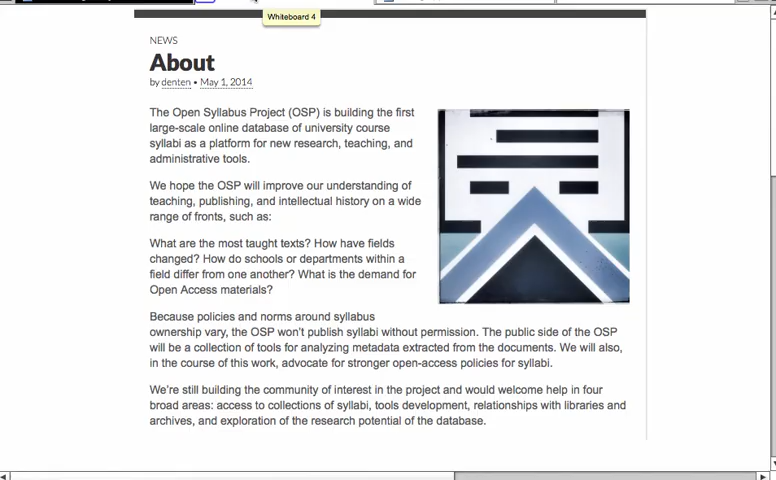 Whiteboard 4
NEWS
About
by denten • May 1, 2014
The Open Syllabus Project (OSP) is building the first
large-scale online database of university course
syllabi as a platform for new research, teaching, and
administrative tools.
We hope the OSP will improve our understanding of
teaching, publishing, and intellectual history on a wide
range of fronts, such as:
What are the most taught texts? How have fields
changed? How do schools or departments within a
field differ from one another? What is the demand for
Open Access materials?
Because policies and norms around syllabus
ownership vary, the OSP won't publish syllabi without permission. The public side of the OSP
will be a collection of tools for analyzing metadata extracted from the documents. We will also,
in the course of this work, advocate for stronger open-access policies for syllabi.
We're still building the community of interest in the project and would welcome help in four
broad areas: access to collections of syllabi, tools development, relationships with libraries and
archives, and exploration of the research potential of the database.